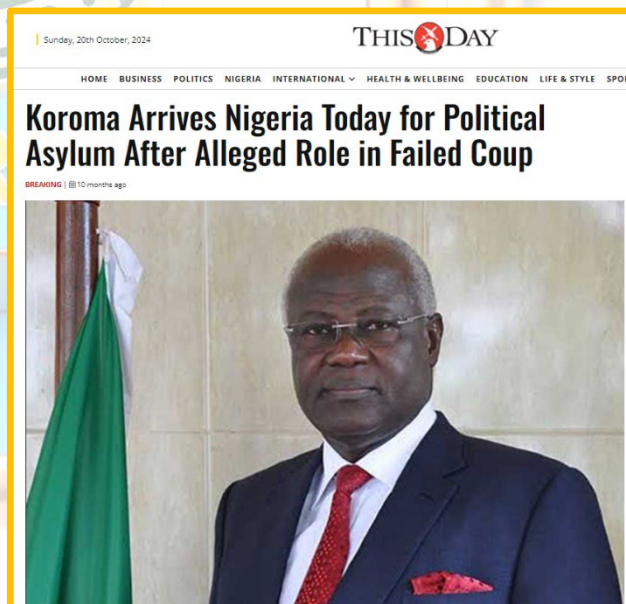 Sunday, 20th October, 2024
THISDAY
HOME BUSINESS POLITICS NIGERIA INTERNATIONAL HEALTH & WELLBEING EDUCATION LIFE & STYLE
Koroma Arrives Nigeria Today for Political
Asylum After Alleged Role in Failed Coup
BREAKING | 10 months ago